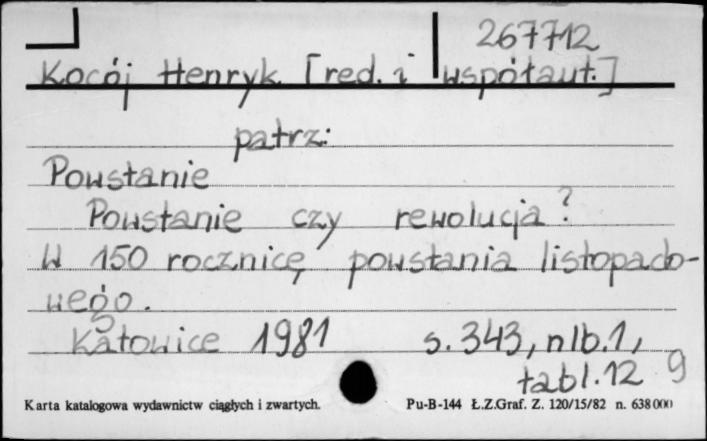 267712
Kocój Henryk. [red. i współaut.]
patrz:
Powstanie
Powstanie czy rewolucja?
W 150 rocznicę powstania listopado-
wego.
Katowice 1981 s. 343, nlb. 1,
tabl. 12 9
Karta katalogowa wydawnictw ciągłych i zwartych. Pu-B-144 Ł.Z.Graf. Z. 120/15/82 n. 638000